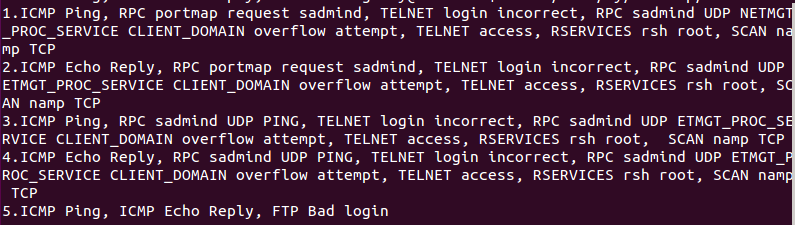 1.ICMP Ping, RPC portmap request sadmind, TELNET login incorrect, RPC sadmind UDP NETMGT
_PROC_SERVICE CLIENT_DOMAIN overflow attempt, TELNET access, RSERVICES rsh root, SCAN na
mp TCP
2.ICMP Echo Reply, RPC portmap request sadmind, TELNET login incorrect, RPC sadmind UDP
ETMGT_PROC_SERVICE CLIENT_DOMAIN overflow attempt, TELNET access, RSERVICES rsh root, SC
AN namp TCP
3.ICMP Ping, RPC sadmind UDP PING, TELNET login incorrect, RPC sadmind UDP ETMGT_PROC_SE
RVICE CLIENT_DOMAIN overflow attempt, TELNET access, RSERVICES rsh root,  SCAN namp TCP
4.ICMP Echo Reply, RPC sadmind UDP PING, TELNET login incorrect, RPC sadmind UDP ETMGT_P
ROC_SERVICE CLIENT_DOMAIN overflow attempt, TELNET access, RSERVICES rsh root, SCAN namp
 TCP
5.ICMP Ping, ICMP Echo Reply, FTP Bad login